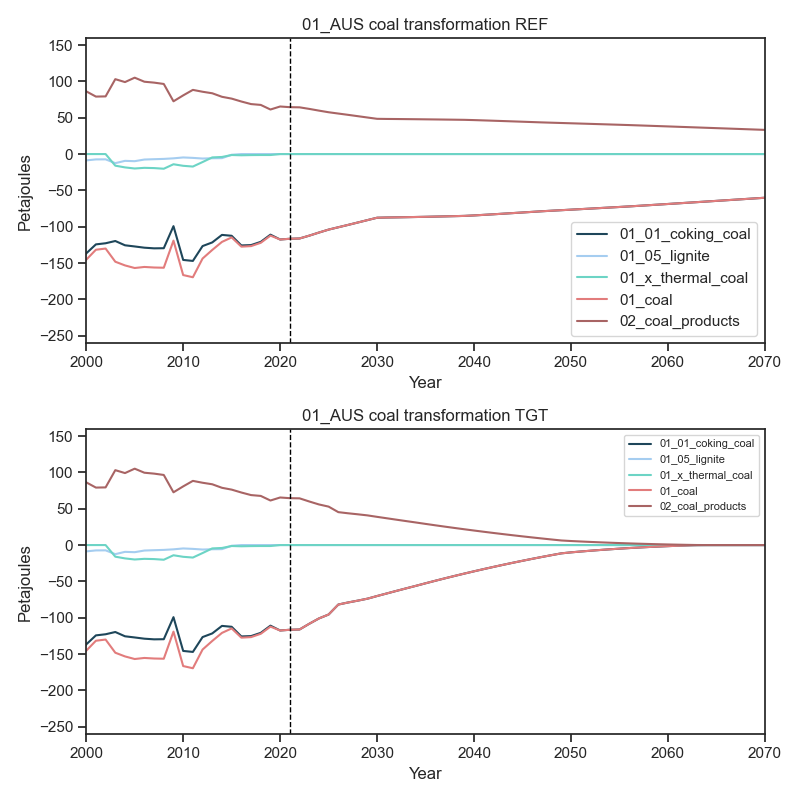 01_AUS coal transformation REF
150
100
50
0
−50
−100
−150
−200
−250
Petajoules
01_01_coking_coal
01_05_lignite
01_x_thermal_coal
01_coal
02_coal_products
2000 2010 2020 2030 2040 2050 2060 2070
Year
01_AUS coal transformation TGT
150
100
50
0
−50
−100
−150
−200
−250
Petajoules
01_01_coking_coal
01_05_lignite
01_x_thermal_coal
01_coal
02_coal_products
2000 2010 2020 2030 2040 2050 2060 2070
Year